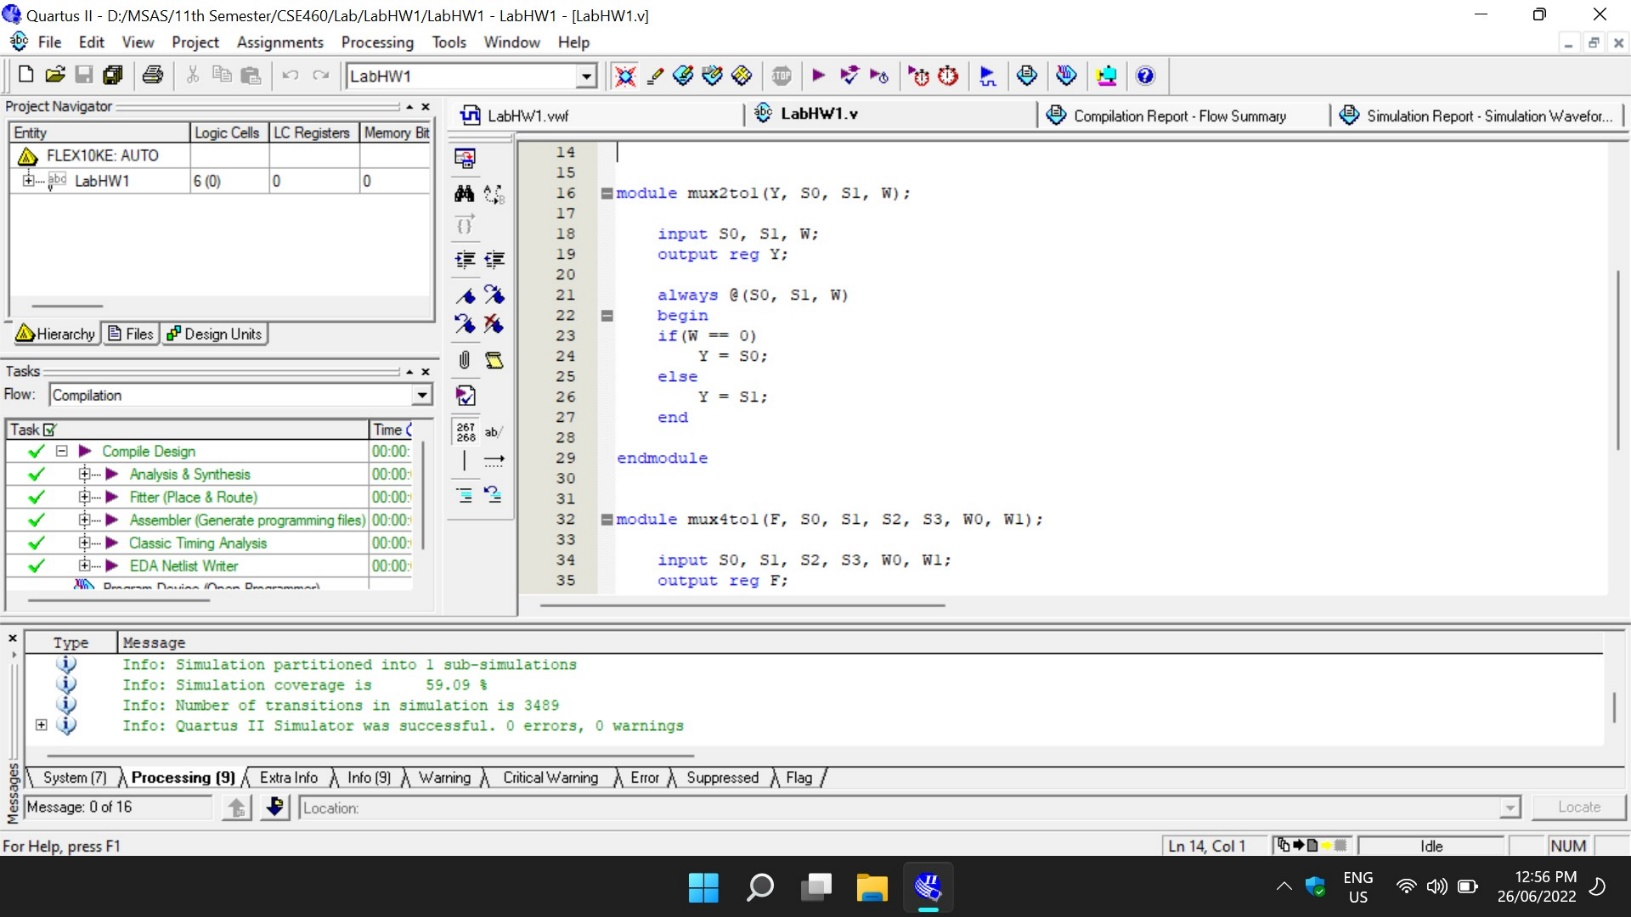 Quartus II - D:/MSAS/11th Semester/CSE460/Lab/LabHW1/LabHW1 - LabHW1 - [LabHW1.v]
File Edit View Project Assignments Processing Tools Window Help
LabHW1
Project Navigator
Entity Logic Cells LC Registers Memory Bit
FLEX10KE: AUTO
LabHW1 6 (0) 0 0
Hierarchy Files Design Units
Tasks
Flow: Compilation
Task Time
Compile Design 00:00:
Analysis & Synthesis 00:00:
Fitter (Place & Route) 00:00:
Assembler (Generate programming files) 00:00:
Classic Timing Analysis 00:00:
EDA Netlist Writer 00:00:
Program Device (Open Programmer)
LabHW1.vwf LabHW1.v Compilation Report - Flow Summary Simulation Report - Simulation Wavefor...
14
15
16 module mux2to1(Y, S0, S1, W);
17
18 input S0, S1, W;
19 output reg Y;
20
21 always @(S0, S1, W)
22 begin
23 if(W == 0)
24 Y = S0;
25 else
26 Y = S1;
27 end
28
29 endmodule
30
31
32 module mux4to1(F, S0, S1, S2, S3, W0, W1);
33
34 input S0, S1, S2, S3, W0, W1;
35 output reg F;
267
268 ab/
Type Message
Info: Simulation partitioned into 1 sub-simulations
Info: Simulation coverage is 59.09 %
Info: Number of transitions in simulation is 3489
Info: Quartus II Simulator was successful. 0 errors, 0 warnings
System (7) Processing (9) Extra Info Info (9) Warning Critical Warning Error Suppressed Flag
Messages
Message: 0 of 16 Location: Locate
For Help, press F1 Ln 14, Col 1 Idle NUM
ENG
US
12:56 PM
26/06/2022